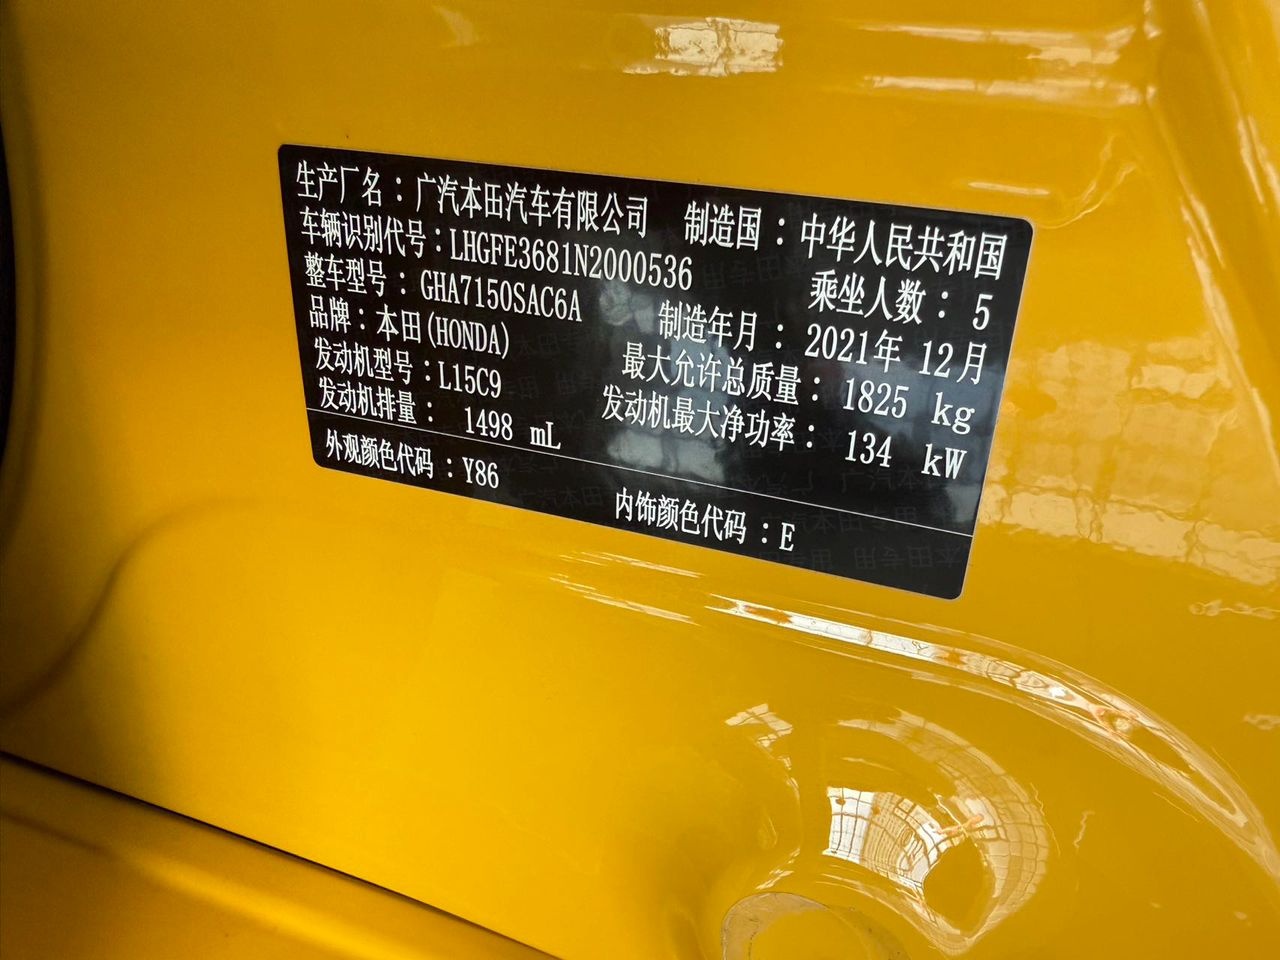 生产厂名：广汽本田汽车有限公司 制造国：中华人民共和国
车辆识别代号：LHGFE3681N2000536 乘坐人数：5
整车型号：GHA7150SAC6A 制造年月：2021年 12月
品牌：本田(HONDA) 最大允许总质量：1825 kg
发动机型号：L15C9 发动机最大净功率：134 kW
发动机排量：1498 mL
外观颜色代码：Y86 内饰颜色代码：E